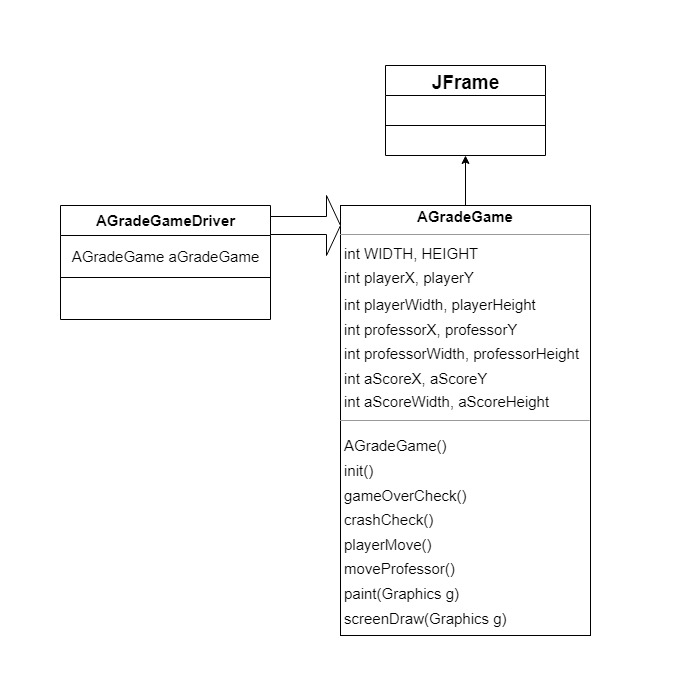 JFrame
AGradeGameDriver
AGradeGame aGradeGame
AGradeGame
int WIDTH, HEIGHT
int playerX, playerY
int playerWidth, playerHeight
int professorX, professorY
int professorWidth, professorHeight
int aScoreX, aScoreY
int aScoreWidth, aScoreHeight
AGradeGame()
init()
gameOverCheck()
crashCheck()
playerMove()
moveProfessor()
paint(Graphics g)
screenDraw(Graphics g)